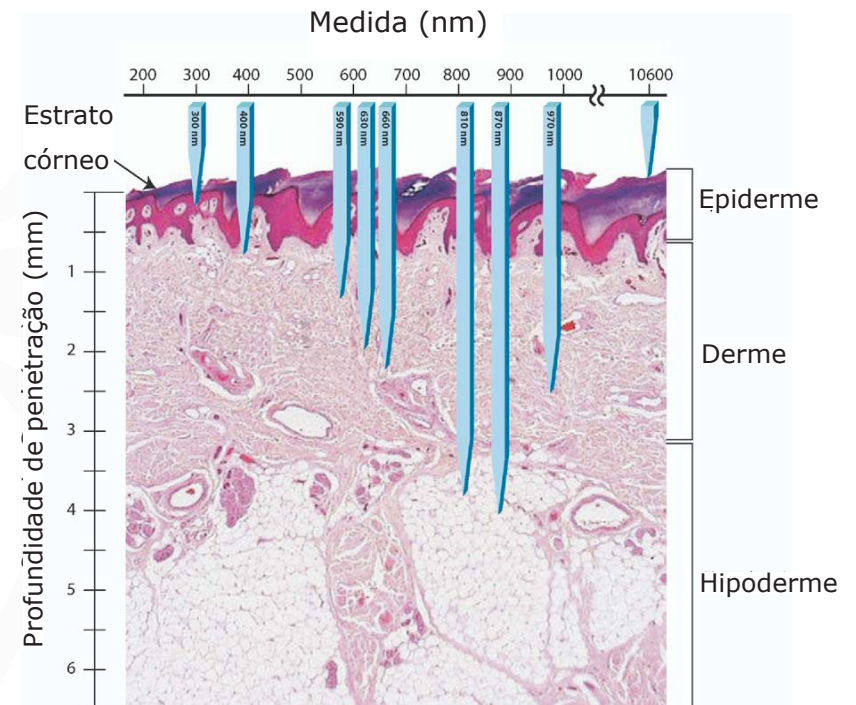 Medida (nm)
200 300 400 500 600 700 800 900 1000 10600
Estrato
córneo
300 nm
400 nm
590 nm
630 nm
660 nm
810 nm
870 nm
970 nm
Epiderme
Derme
Hipoderme
Profundidade de penetração (mm)
1
2
3
4
5
6